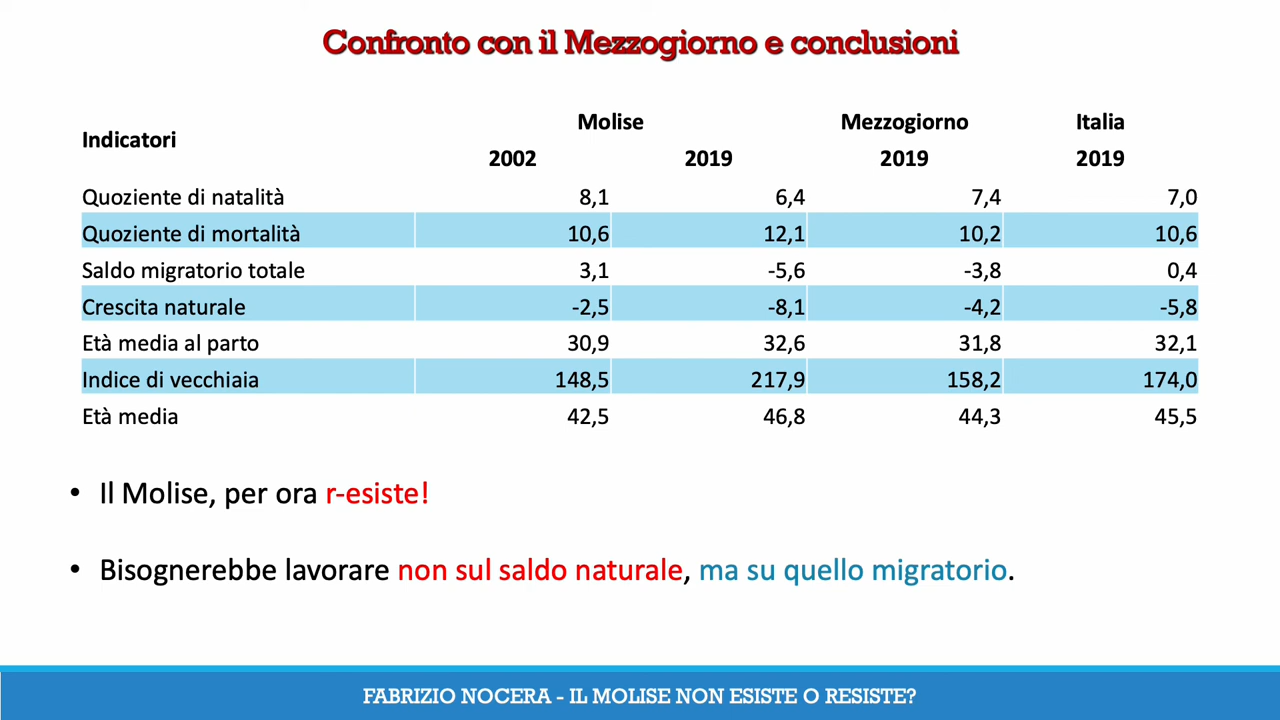 Confronto con il Mezzogiorno e conclusioni
Indicatori Molise Mezzogiorno Italia
2002 2019 2019 2019
Quoziente di natalità 8,1 6,4 7,4 7,0
Quoziente di mortalità 10,6 12,1 10,2 10,6
Saldo migratorio totale 3,1 -5,6 -3,8 0,4
Crescita naturale -2,5 -8,1 -4,2 -5,8
Età media al parto 30,9 32,6 31,8 32,1
Indice di vecchiaia 148,5 217,9 158,2 174,0
Età media 42,5 46,8 44,3 45,5
• Il Molise, per ora r-esiste!
• Bisognerebbe lavorare non sul saldo naturale, ma su quello migratorio.
FABRIZIO NOCERA - IL MOLISE NON ESISTE O RESISTE?